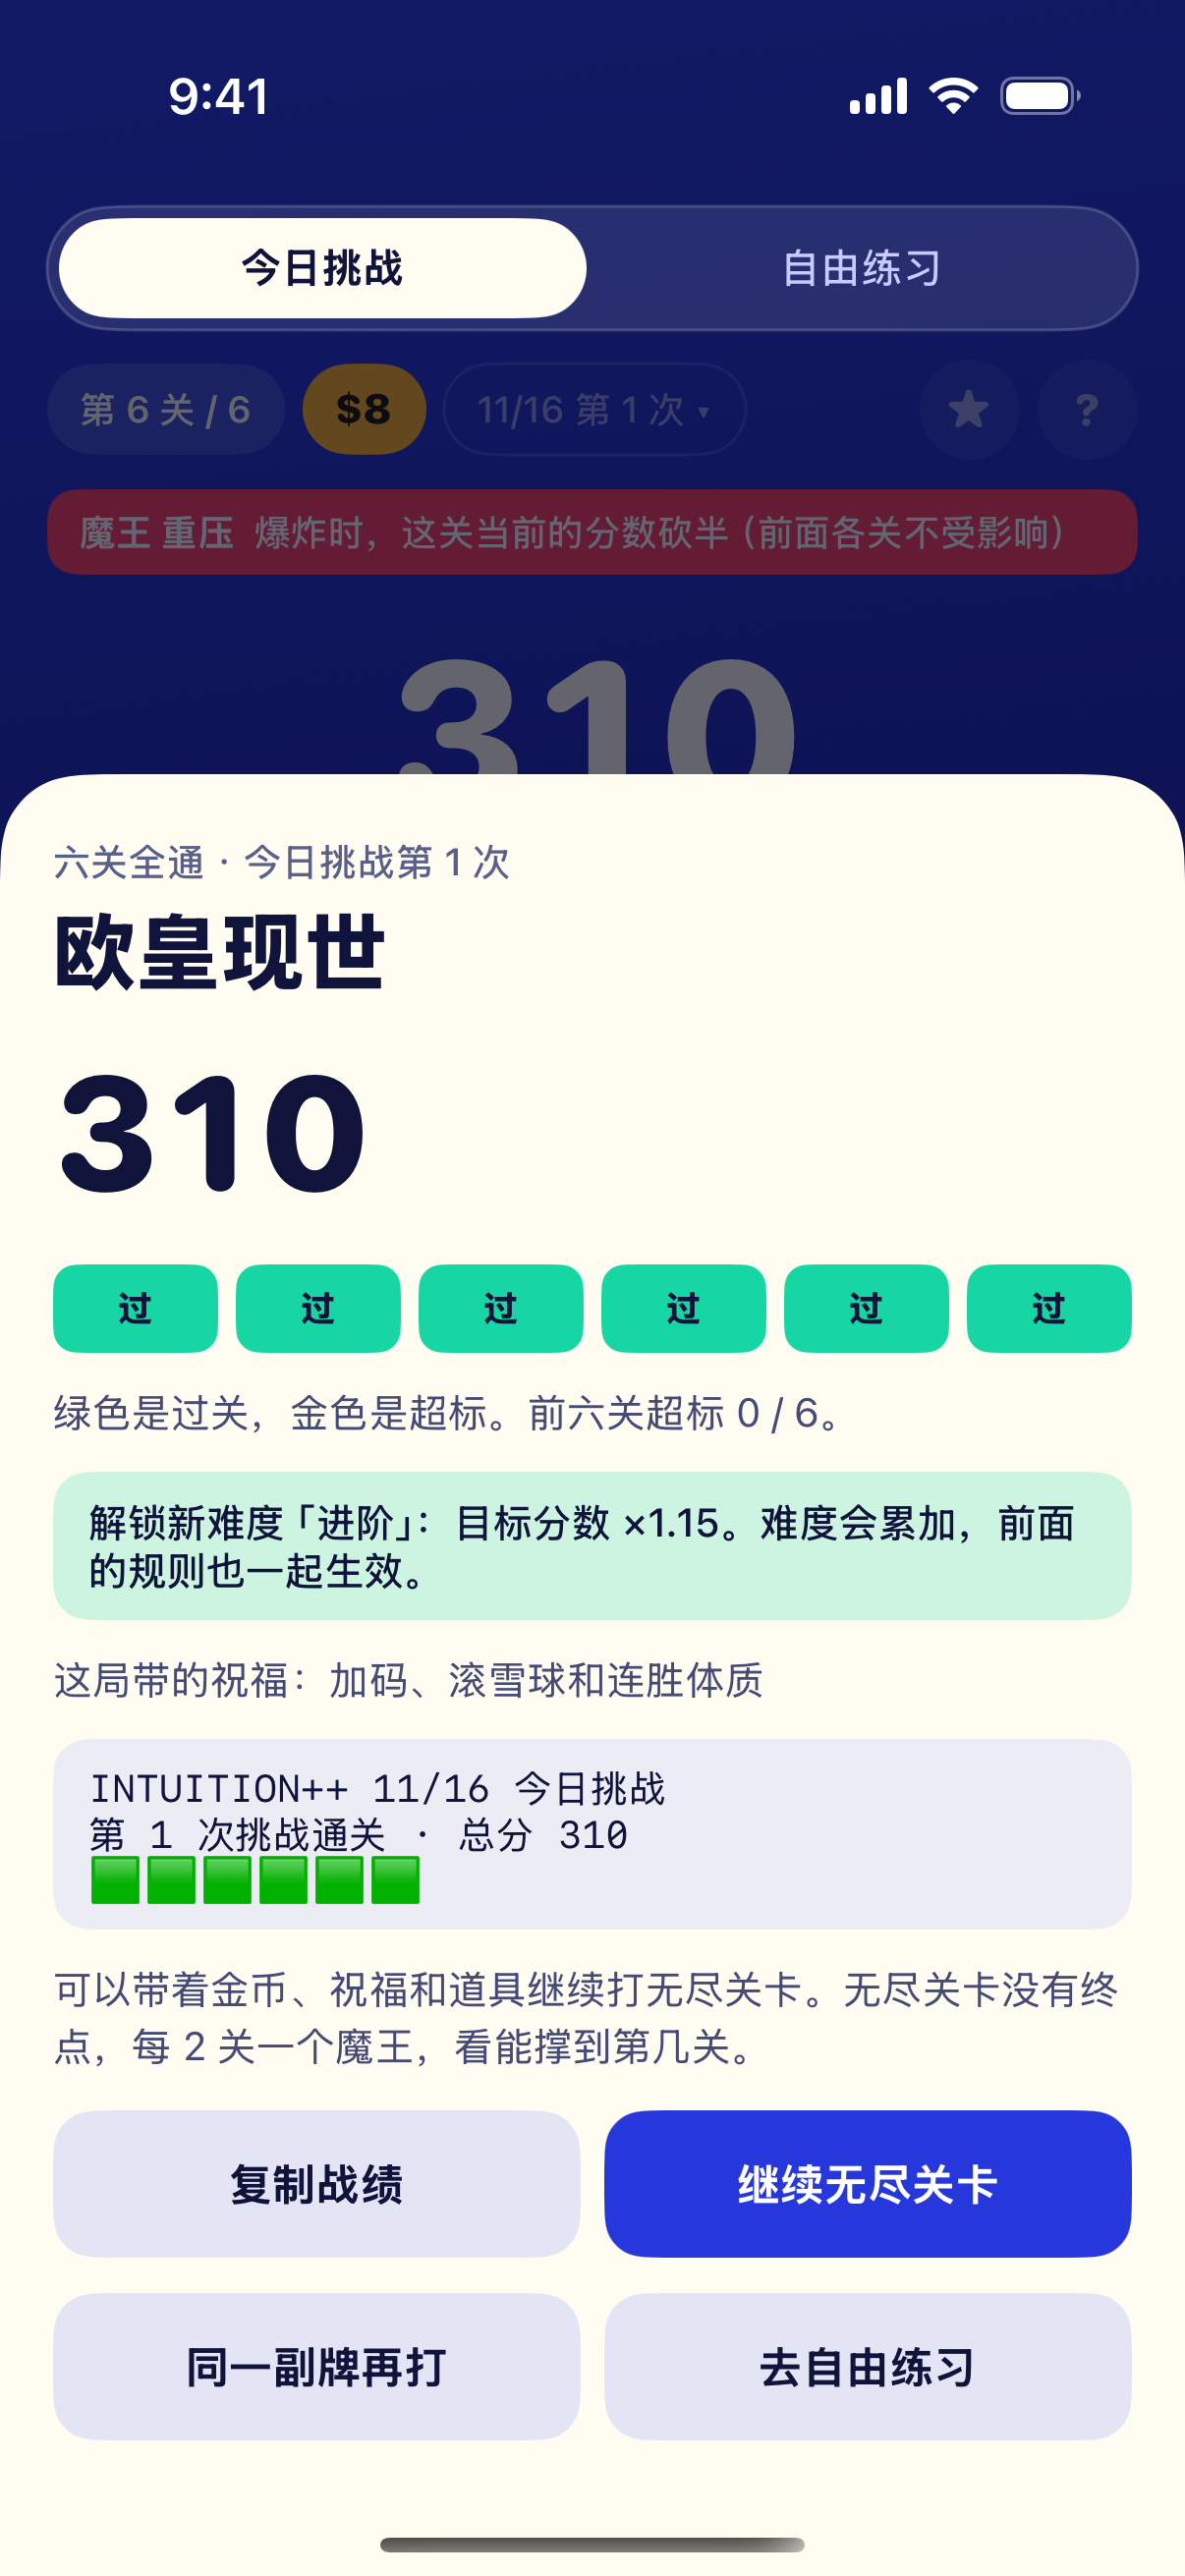 9:41
今日挑战
自由练习
第 6 关 / 6
$8
11/16 第 1 次 ▾
?
魔王 重压 爆炸时，这关当前的分数砍半（前面各关不受影响）
310
六关全通 · 今日挑战第 1 次
欧皇现世
310
过 过 过 过 过 过
绿色是过关，金色是超标。前六关超标 0 / 6。
解锁新难度「进阶」：目标分数 ×1.15。难度会累加，前面
的规则也一起生效。
这局带的祝福：加码、滚雪球和连胜体质
INTUITION++ 11/16 今日挑战
第 1 次挑战通关 · 总分 310
🟩🟩🟩🟩🟩🟩
可以带着金币、祝福和道具继续打无尽关卡。无尽关卡没有终
点，每 2 关一个魔王，看能撑到第几关。
复制战绩
继续无尽关卡
同一副牌再打
去自由练习